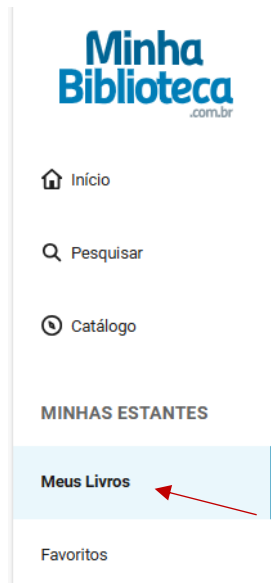 Minha
Biblioteca
.com.br
Início
Pesquisar
Catálogo
MINHAS ESTANTES
Meus Livros
Favoritos